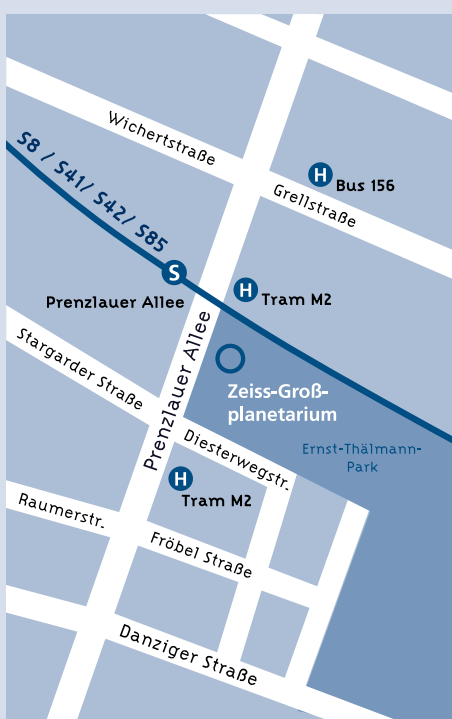 Wichertstraße
S8 / S41/ S42/ S85
H Bus 156
Grellstraße
S
Prenzlauer Allee
H Tram M2
Prenzlauer Allee
Stargarder Straße
Zeiss-Groß-
planetarium
Diesterwegstr.
Ernst-Thälmann-
Park
H
Tram M2
Raumerstr.
Fröbel Straße
Danziger Straße